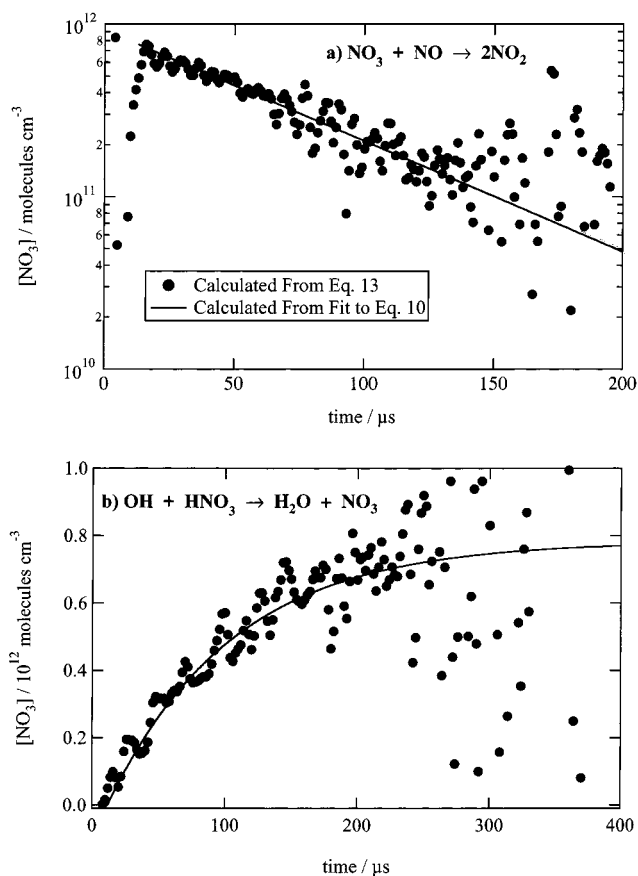 a) NO₃ + NO → 2NO₂
10¹²
8
6
4
2
10¹¹
8
6
4
2
10¹⁰
[NO₃] / molecules cm⁻³
Calculated From Eq. 13
Calculated From Fit to Eq. 10
0 50 100 150 200
time / µs
b) OH + HNO₃ → H₂O + NO₃
1.0
0.8
0.6
0.4
0.2
0.0
[NO₃] / 10¹² molecules cm⁻³
0 100 200 300 400
time / µs